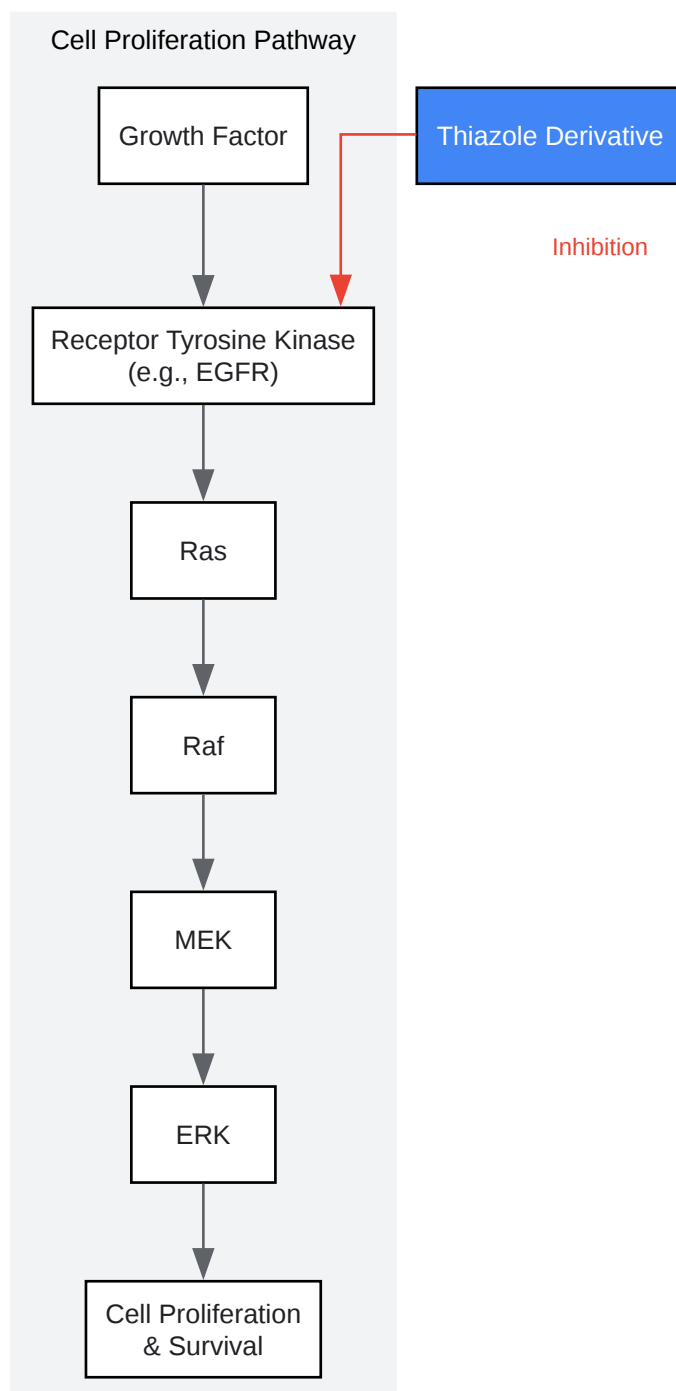 Cell Proliferation Pathway
Growth Factor
Thiazole Derivative
Inhibition
Receptor Tyrosine Kinase
(e.g., EGFR)
Ras
Raf
MEK
ERK
Cell Proliferation
& Survival